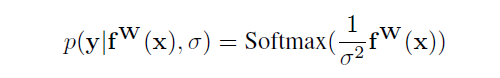 p(y|f^W(x), σ) = Softmax(1/σ² f^W(x))